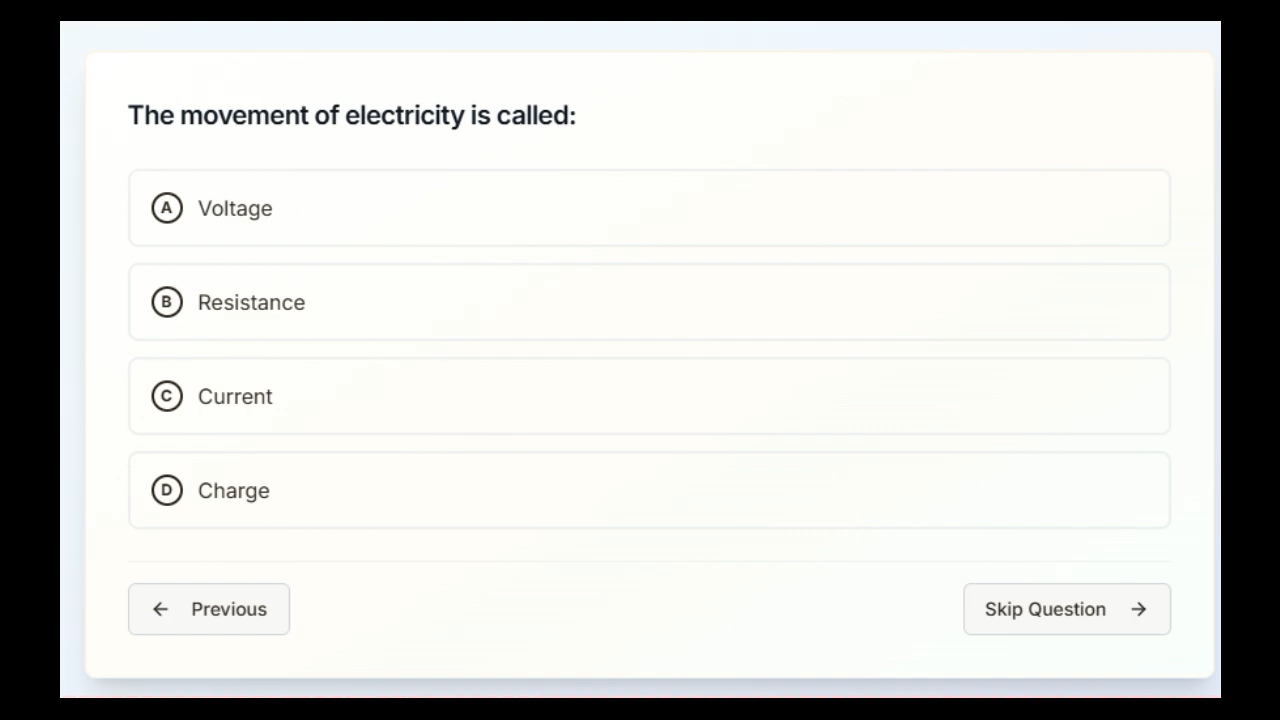 The movement of electricity is called:
A Voltage
B Resistance
C Current
D Charge
← Previous
Skip Question →